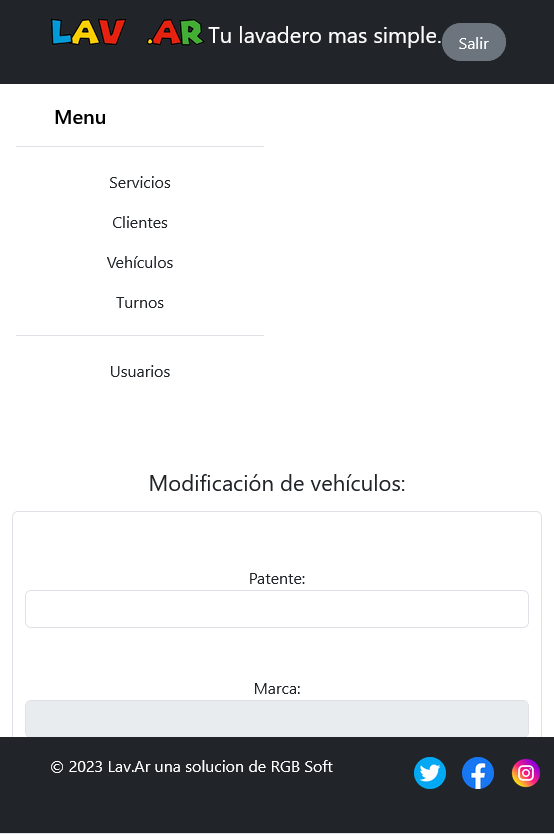 LAV .AR Tu lavadero mas simple. Salir
Menu
Servicios
Clientes
Vehículos
Turnos
Usuarios
Modificación de vehículos:
Patente:
Marca:
© 2023 Lav.Ar una solucion de RGB Soft